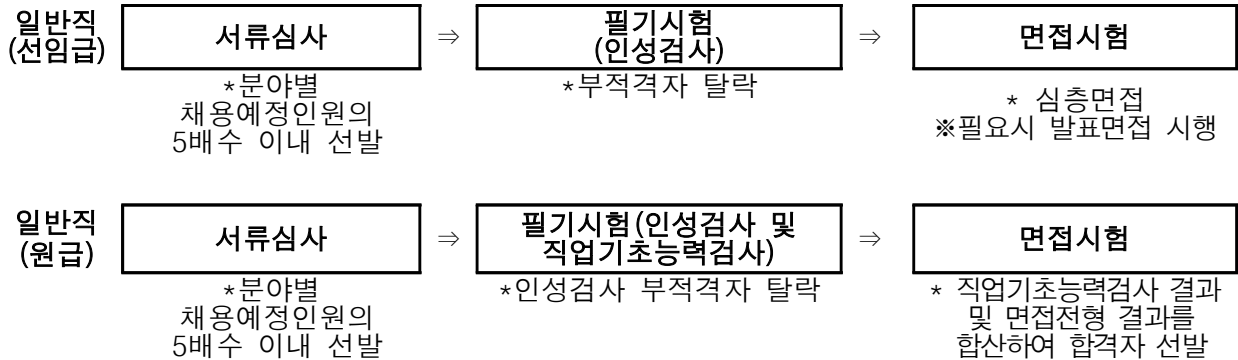 일반직
(선임급)
서류심사
⇒
필기시험
(인성검사)
⇒
면접시험
*분야별
채용예정인원의
5배수 이내 선발
*부적격자 탈락
* 심층면접
※필요시 발표면접 시행
일반직
(원급)
서류심사
⇒
필기시험(인성검사 및
직업기초능력검사)
⇒
면접시험
*분야별
채용예정인원의
5배수 이내 선발
*인성검사 부적격자 탈락
* 직업기초능력검사 결과
및 면접전형 결과를
합산하여 합격자 선발